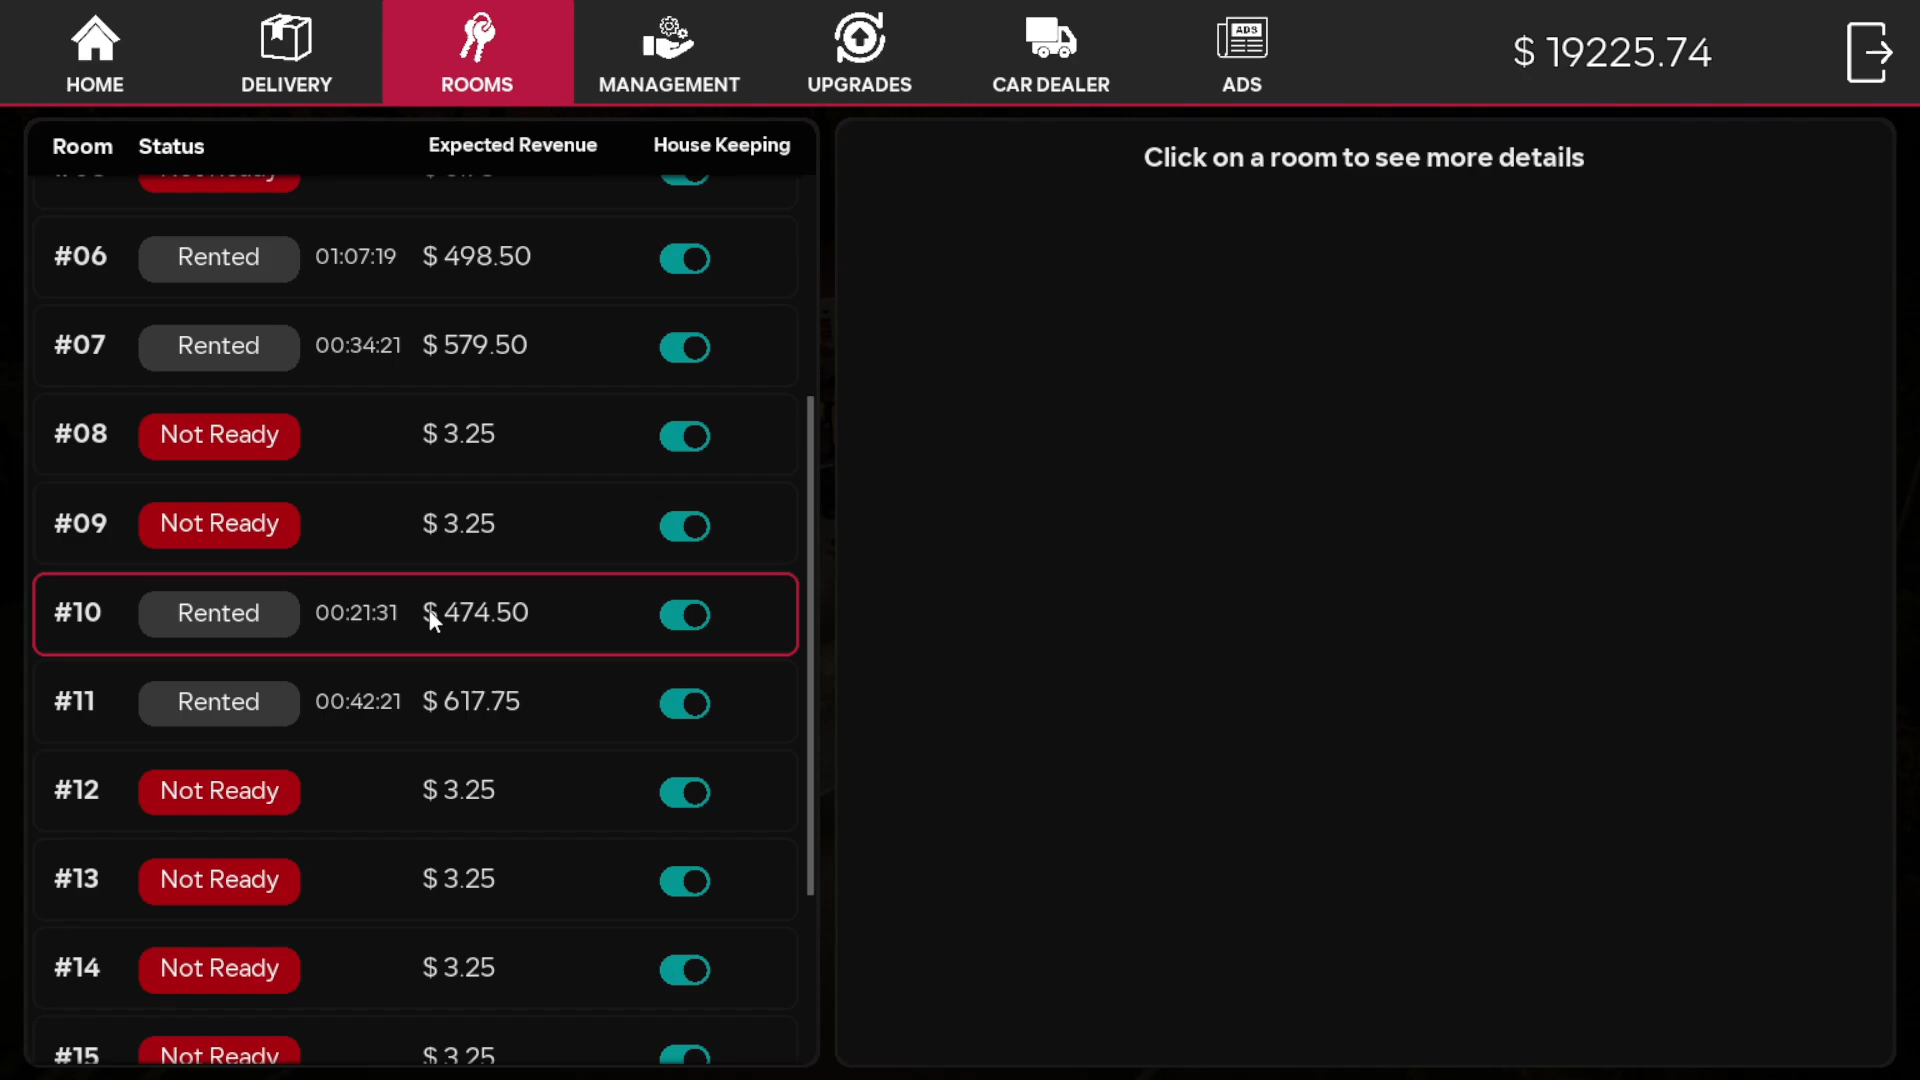 HOME
DELIVERY
ROOMS
MANAGEMENT
UPGRADES
CAR DEALER
ADS
ADS
$ 19225.74
Room Status Expected Revenue House Keeping
Not Ready
#06 Rented 01:07:19 $ 498.50
#07 Rented 00:34:21 $ 579.50
#08 Not Ready $ 3.25
#09 Not Ready $ 3.25
#10 Rented 00:21:31 $ 474.50
#11 Rented 00:42:21 $ 617.75
#12 Not Ready $ 3.25
#13 Not Ready $ 3.25
#14 Not Ready $ 3.25
#15 Not Ready $ 3.25
Click on a room to see more details